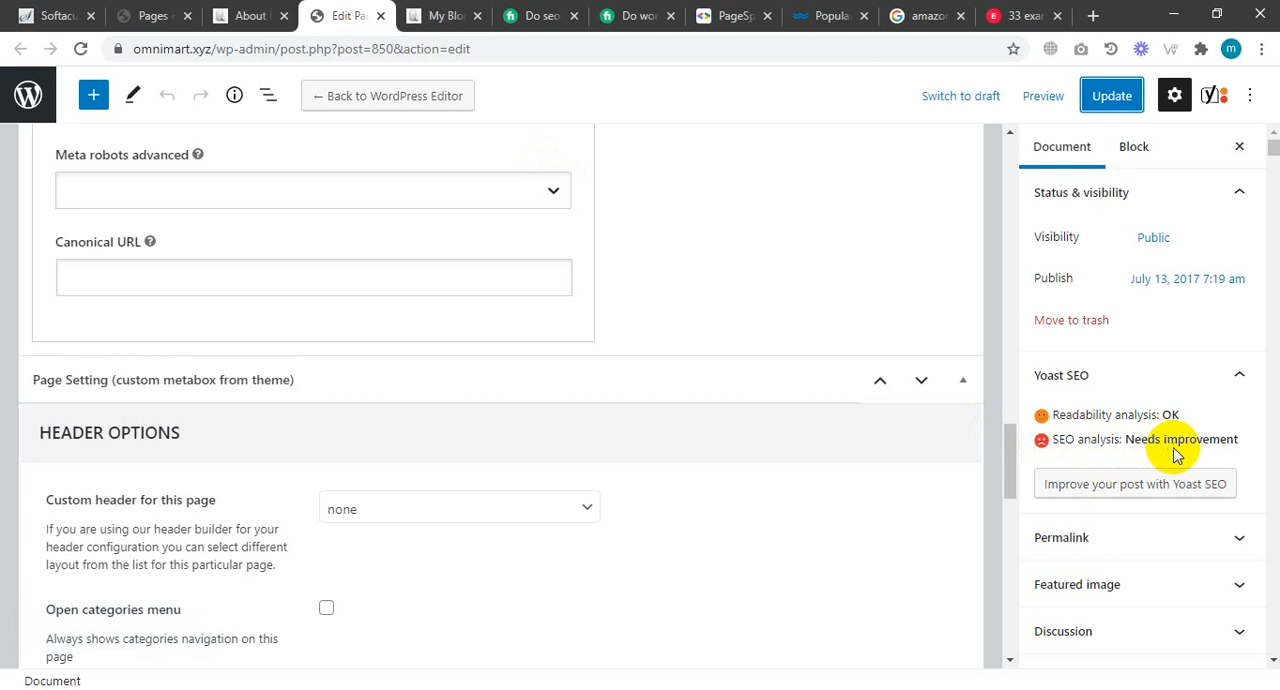 Softacu
Pages
About
Edit Pa
My Blo
Do seo
Do wor
PageSp
Popula
amazor
33 exar
omnimart.xyz/wp-admin/post.php?post=850&action=edit
m
← Back to WordPress Editor
Switch to draft
Preview
Update
Meta robots advanced
Canonical URL
Page Setting (custom metabox from theme)
HEADER OPTIONS
Custom header for this page
none
If you are using our header builder for your
header configuration you can select different
layout from the list for this particular page.
Open categories menu
Always shows categories navigation on this
page
Document
Block
Status & visibility
Visibility
Public
Publish
July 13, 2017 7:19 am
Move to trash
Yoast SEO
Readability analysis: OK
SEO analysis: Needs improvement
Improve your post with Yoast SEO
Permalink
Featured image
Discussion
Document